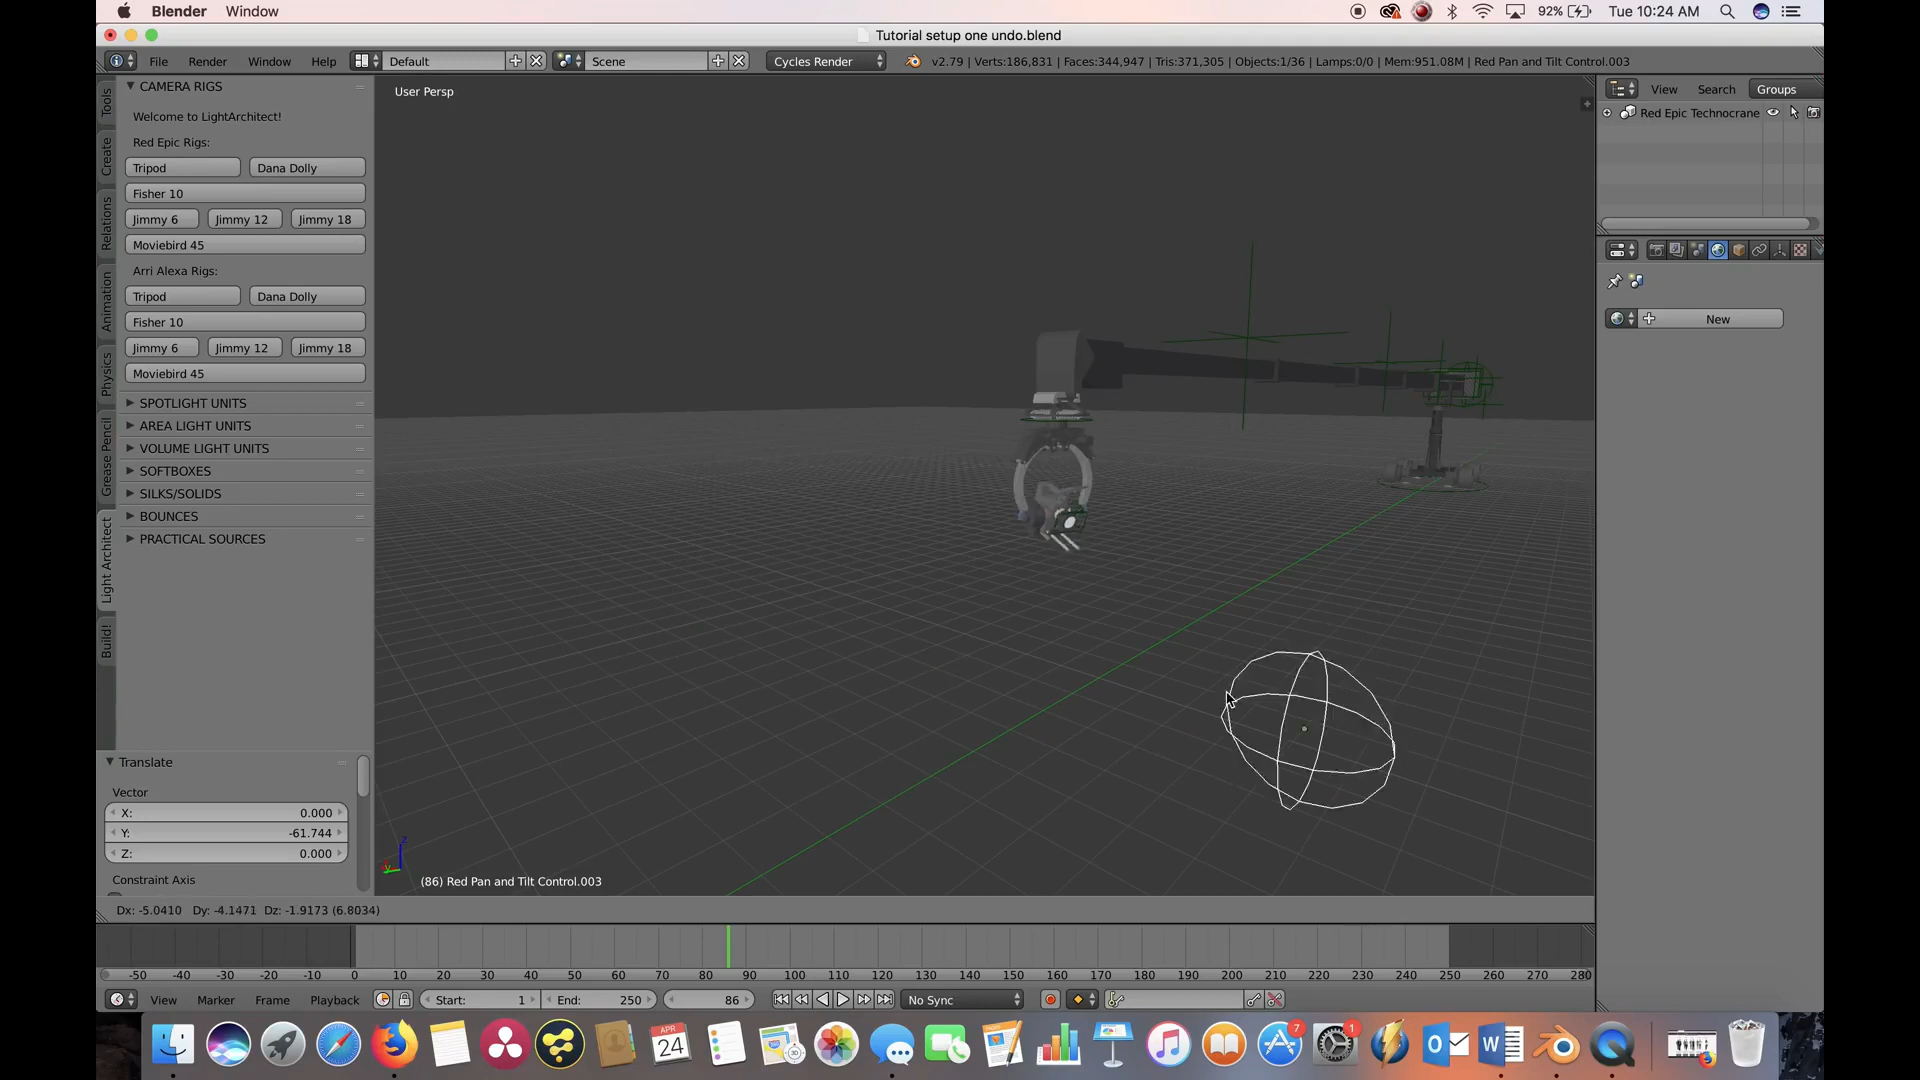 Blender Window 92% Tue 10:24 AM
Tutorial setup one undo.blend
File Render Window Help Default Scene Cycles Render v2.79 | Verts:186,831 | Faces:344,947 | Tris:371,305 | Objects:1/36 | Lamps:0/0 | Mem:951.08M | Red Pan and Tilt Control.003
CAMERA RIGS
User Persp
View Search Groups
Red Epic Technocrane
Welcome to LightArchitect!
Red Epic Rigs:
Tripod Dana Dolly
Fisher 10
Jimmy 6 Jimmy 12 Jimmy 18
Moviebird 45
Arri Alexa Rigs:
Tripod Dana Dolly
Fisher 10
Jimmy 6 Jimmy 12 Jimmy 18
Moviebird 45
SPOTLIGHT UNITS
AREA LIGHT UNITS
VOLUME LIGHT UNITS
SOFTBOXES
SILKS/SOLIDS
BOUNCES
PRACTICAL SOURCES
Tools
Create
Relations
Animation
Physics
Grease Pencil
Light Architect
Build!
New
Translate
Vector
X: 0.000
Y: -61.744
Z: 0.000
Constraint Axis
(86) Red Pan and Tilt Control.003
Dx: -5.0410 Dy: -4.1471 Dz: -1.9173 (6.8034)
-50 -40 -30 -20 -10 0 10 20 30 40 50 60 70 80 90 100 110 120 130 140 150 160 170 180 190 200 210 220 230 240 250 260 270 280
View Marker Frame Playback Start: 1 End: 250 86 No Sync
APR
24
7
1